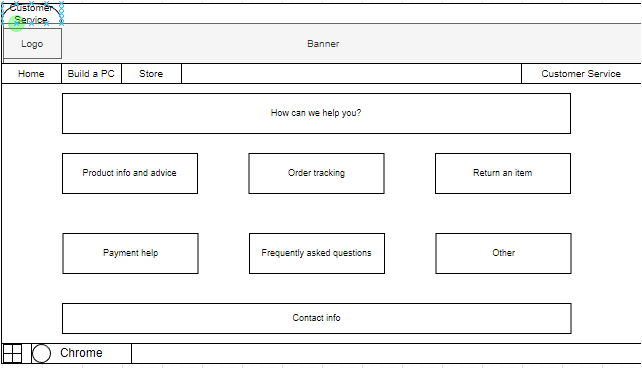 Customer
Service
Logo
Banner
Home
Build a PC
Store
Customer Service
How can we help you?
Product info and advice
Order tracking
Return an item
Payment help
Frequently asked questions
Other
Contact info
Chrome